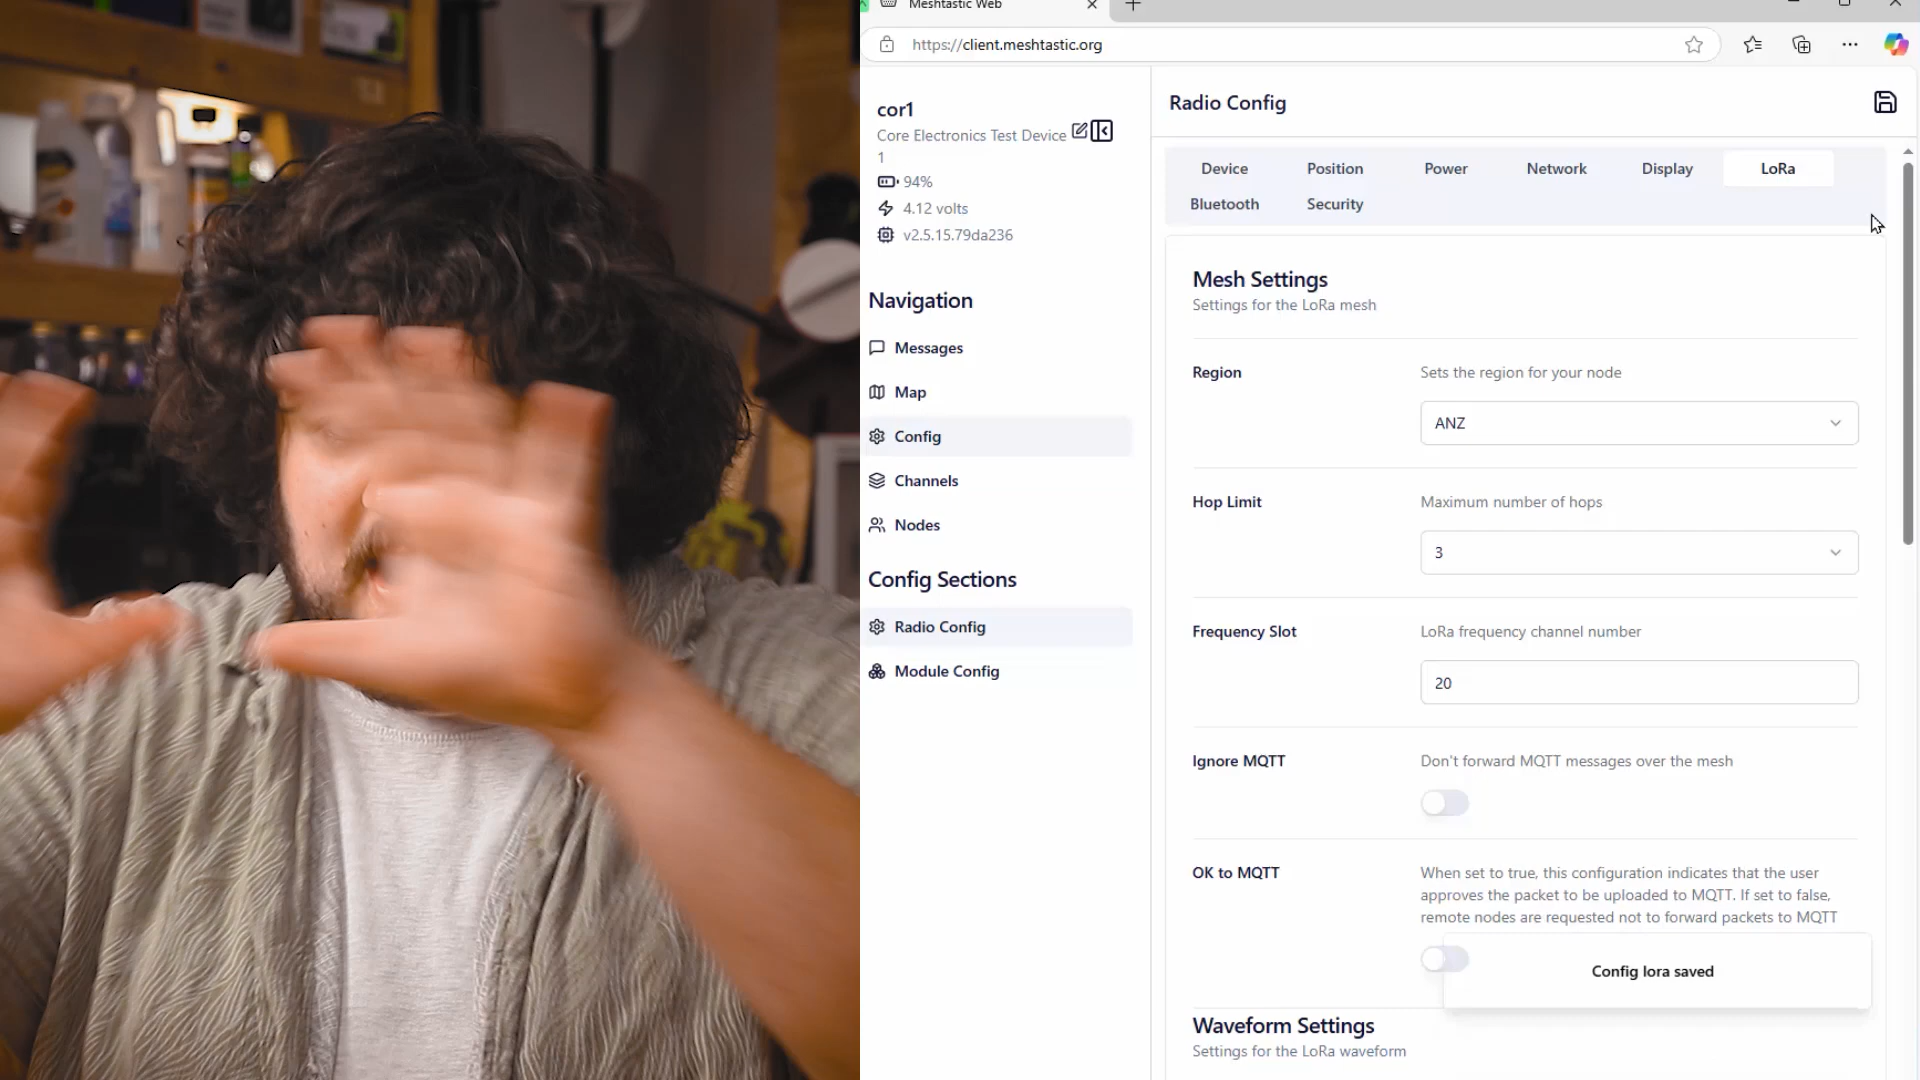 Meshtastic Web
https://client.meshtastic.org
cor1
Core Electronics Test Device
1
94%
4.12 volts
v2.5.15.79da236
Navigation
Messages
Map
Config
Channels
Nodes
Config Sections
Radio Config
Module Config
Radio Config
Device
Position
Power
Network
Display
LoRa
Bluetooth
Security
Mesh Settings
Settings for the LoRa mesh
Region
Sets the region for your node
ANZ
Hop Limit
Maximum number of hops
3
Frequency Slot
LoRa frequency channel number
20
Ignore MQTT
Don't forward MQTT messages over the mesh
OK to MQTT
When set to true, this configuration indicates that the user
approves the packet to be uploaded to MQTT. If set to false,
remote nodes are requested not to forward packets to MQTT
Config lora saved
Waveform Settings
Settings for the LoRa waveform